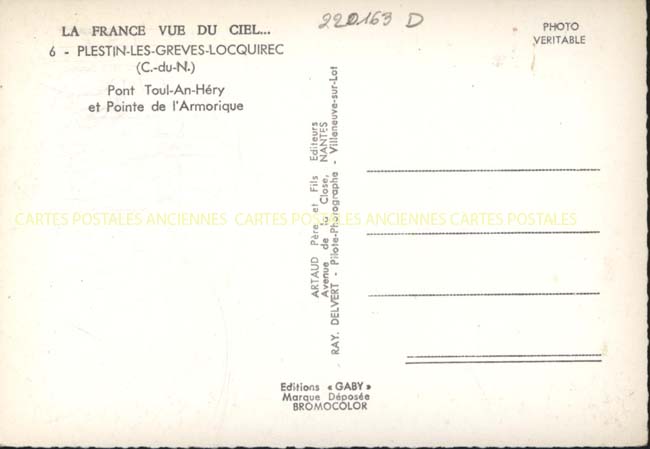 LA FRANCE VUE DU CIEL...
6 - PLESTIN-LES-GREVES-LOCQUIREC
(C.-du-N.)
Pont Toul-An-Héry
et Pointe de l'Armorique
220163 D
PHOTO
VERITABLE
ARTAUD Père et Fils Editeurs
Avenue de la Close, NANTES
RAY. DELVERT - Pilote-Photographe - Villeneuve-sur-Lot
CARTES POSTALES ANCIENNES CARTES POSTALES ANCIENNES CARTES POSTALES
Editions « GABY »
Marque Déposée
BROMOCOLOR